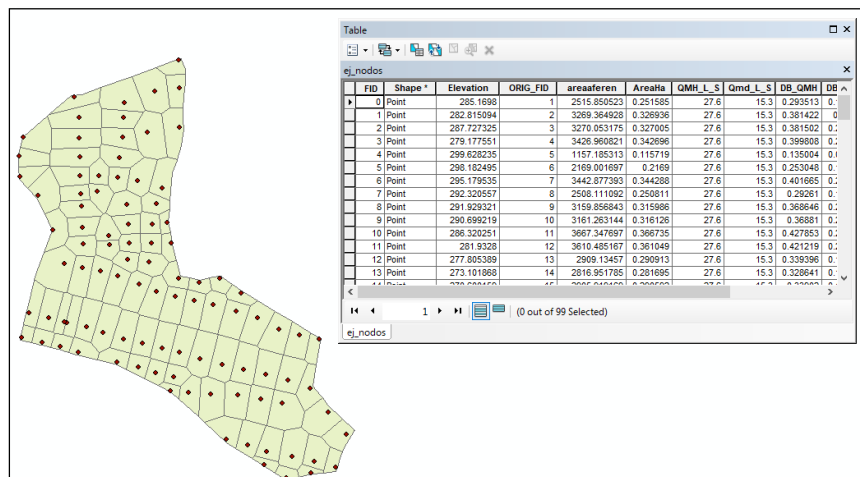 Table
ej_nodos
FID Shape * Elevation ORIG_FID areaaferen AreaHa QMH_L_S Qmd_L_S DB_QMH
0 Point 285.1698 1 2515.850523 0.251585 27.6 15.3 0.293513
1 Point 282.815094 2 3269.364928 0.326936 27.6 15.3 0.381422
2 Point 287.727325 3 3270.053175 0.327005 27.6 15.3 0.381502
3 Point 279.177551 4 3426.960821 0.342696 27.6 15.3 0.399808
4 Point 299.628235 5 1157.185313 0.115719 27.6 15.3 0.135004
5 Point 298.182495 6 2169.001697 0.2169 27.6 15.3 0.253048
6 Point 295.179535 7 3442.877393 0.344288 27.6 15.3 0.401665
7 Point 292.320557 8 2508.111092 0.250811 27.6 15.3 0.29261
8 Point 291.929321 9 3159.856843 0.315986 27.6 15.3 0.368646
9 Point 290.699219 10 3161.263144 0.316126 27.6 15.3 0.36881
10 Point 286.320251 11 3667.347697 0.366735 27.6 15.3 0.427853
11 Point 281.9328 12 3610.485167 0.361049 27.6 15.3 0.421219
12 Point 277.805389 13 2909.13457 0.290913 27.6 15.3 0.339396
13 Point 273.101868 14 2816.951785 0.281695 27.6 15.3 0.328641
1 (0 out of 99 Selected)
ej_nodos